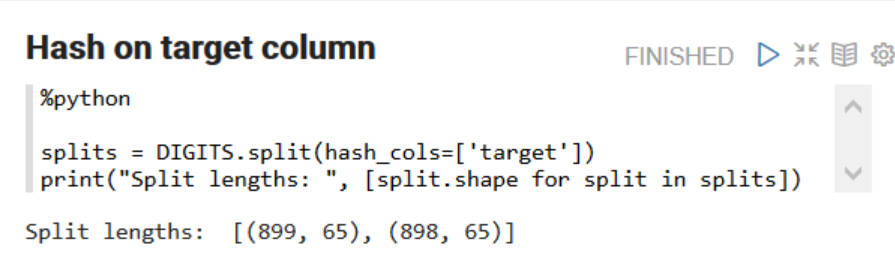 Hash on target column
FINISHED
%python
splits = DIGITS.split(hash_cols=['target'])
print("Split lengths: ", [split.shape for split in splits])
Split lengths:  [(899, 65), (898, 65)]